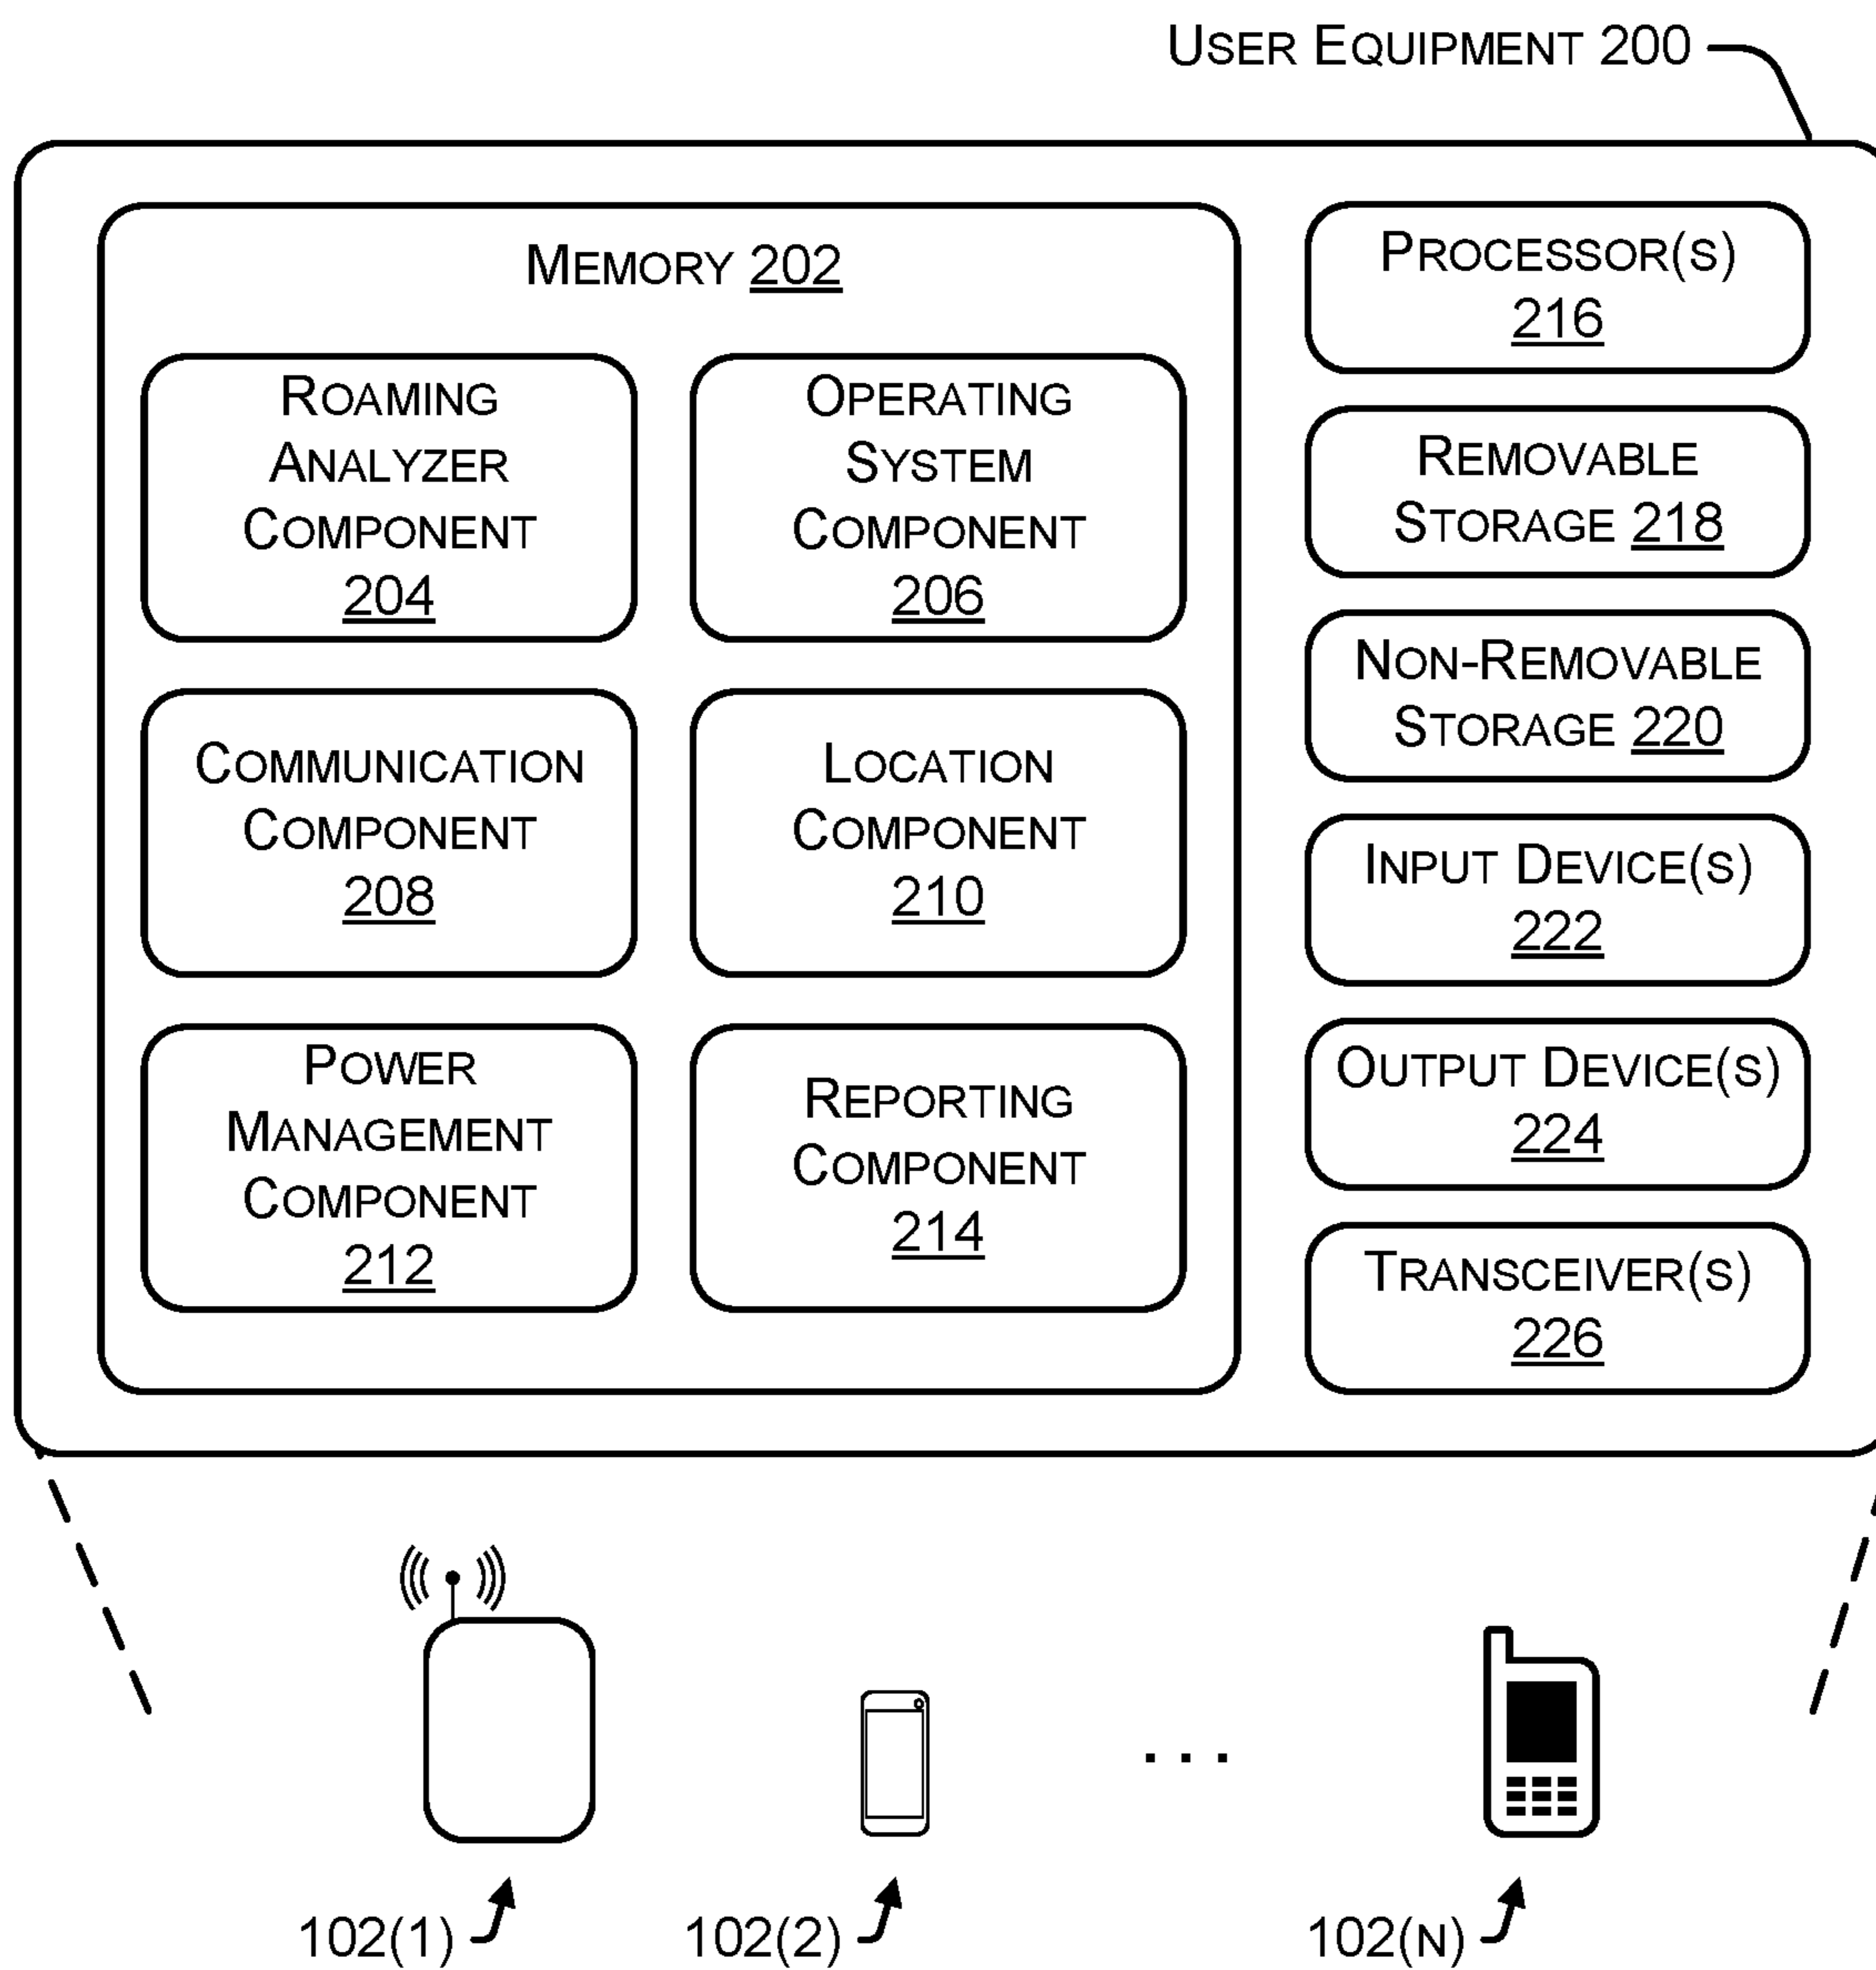 USER EQUIPMENT 200
MEMORY 202
ROAMING
ANALYZER
COMPONENT
204
OPERATING
SYSTEM
COMPONENT
206
COMMUNICATION
COMPONENT
208
LOCATION
COMPONENT
210
POWER
MANAGEMENT
COMPONENT
212
REPORTING
COMPONENT
214
PROCESSOR(S)
216
REMOVABLE
STORAGE 218
NON-REMOVABLE
STORAGE 220
INPUT DEVICE(S)
222
OUTPUT DEVICE(S)
224
TRANSCEIVER(S)
226
...
102(1)
102(2)
102(N)